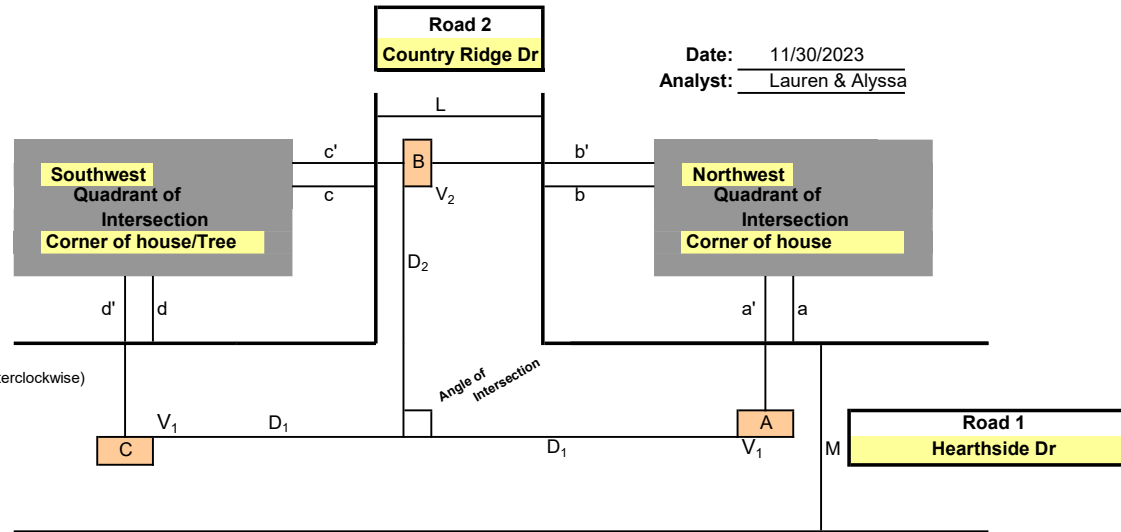 Road 2
Country Ridge Dr
Date: 11/30/2023
Analyst: Lauren & Alyssa
L
c'
B
b'
Southwest
Quadrant of
Intersection
Corner of house/Tree
c
V2
b
Northwest
Quadrant of
Intersection
Corner of house
D2
d'
d
a'
a
terclockwise)
Angle of
Intersection
V1
D1
A
C
D1
V1
M
Road 1
Hearthside Dr